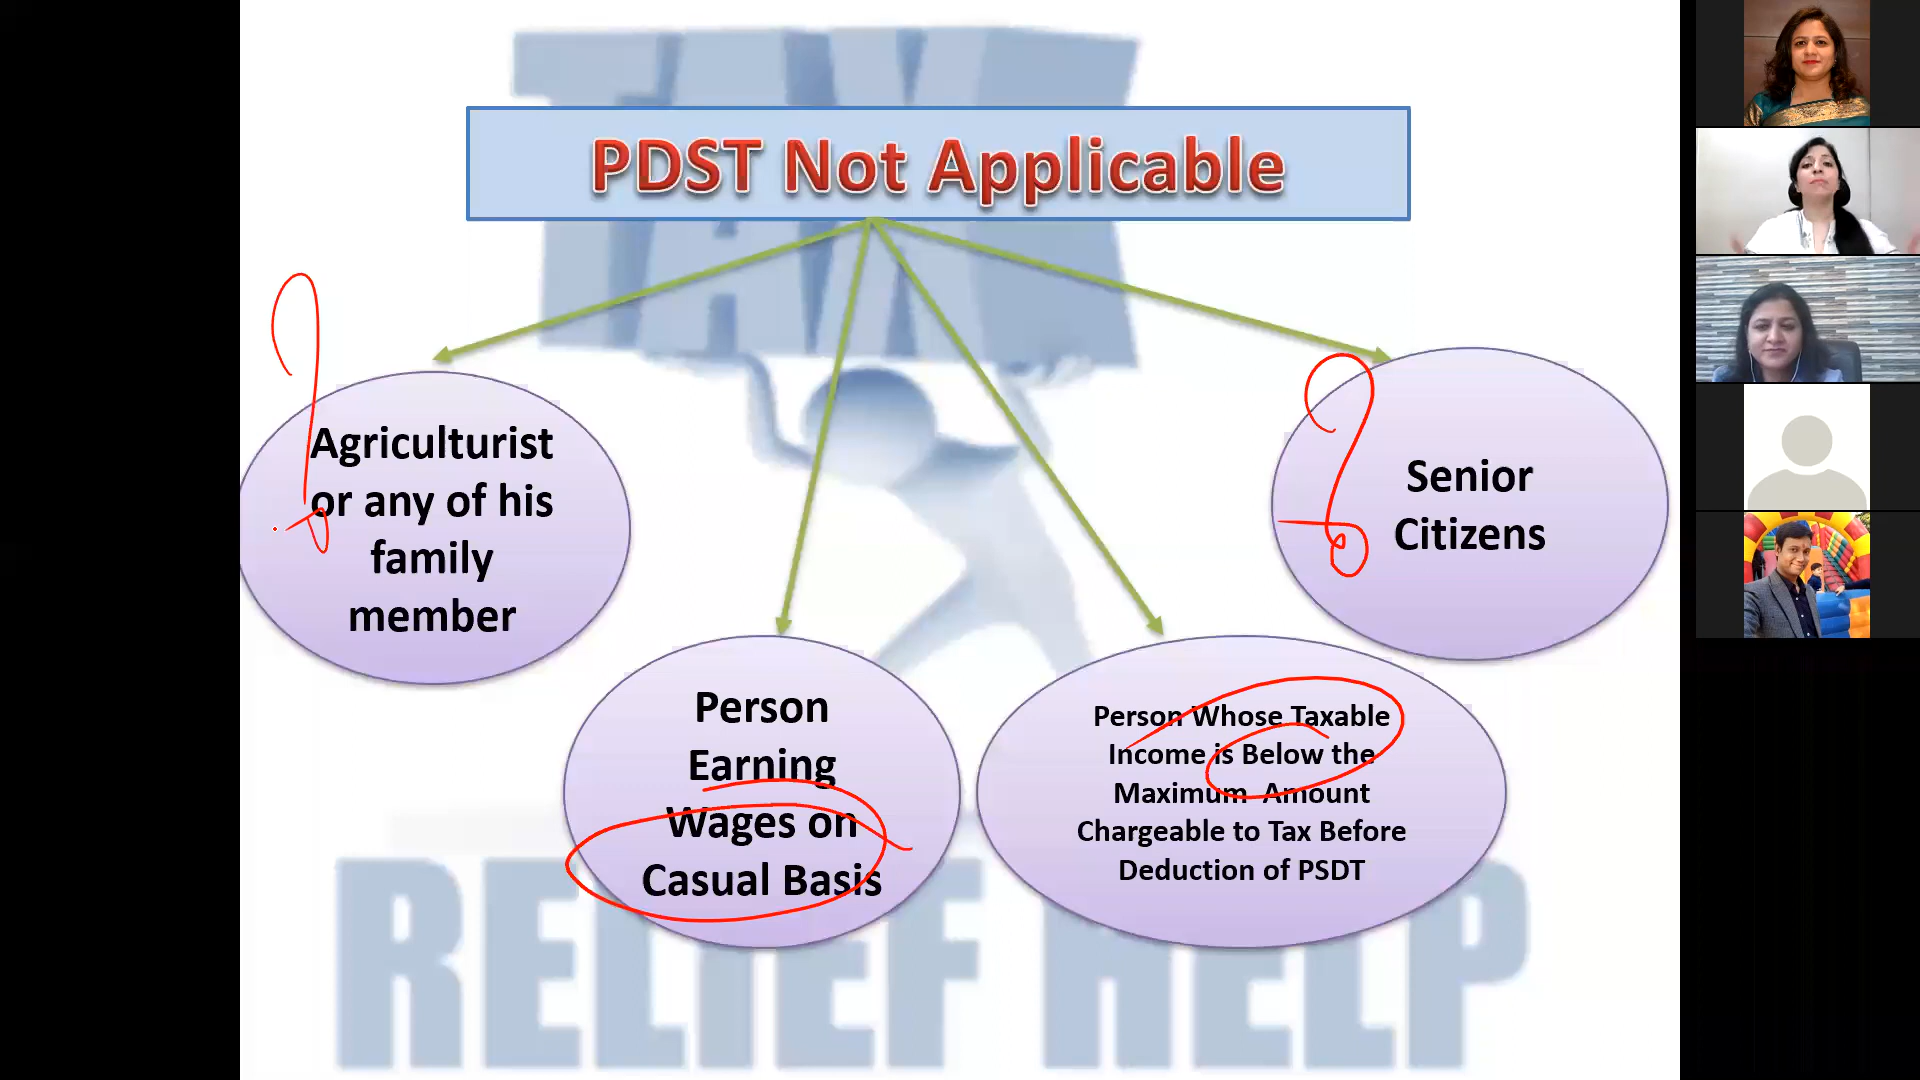 TAX
PDST Not Applicable
Agriculturist
or any of his
family
member
Senior
Citizens
Person
Earning
Wages on
Casual Basis
Person Whose Taxable
Income is Below the
Maximum Amount
Chargeable to Tax Before
Deduction of PSDT
RELIEF HELP